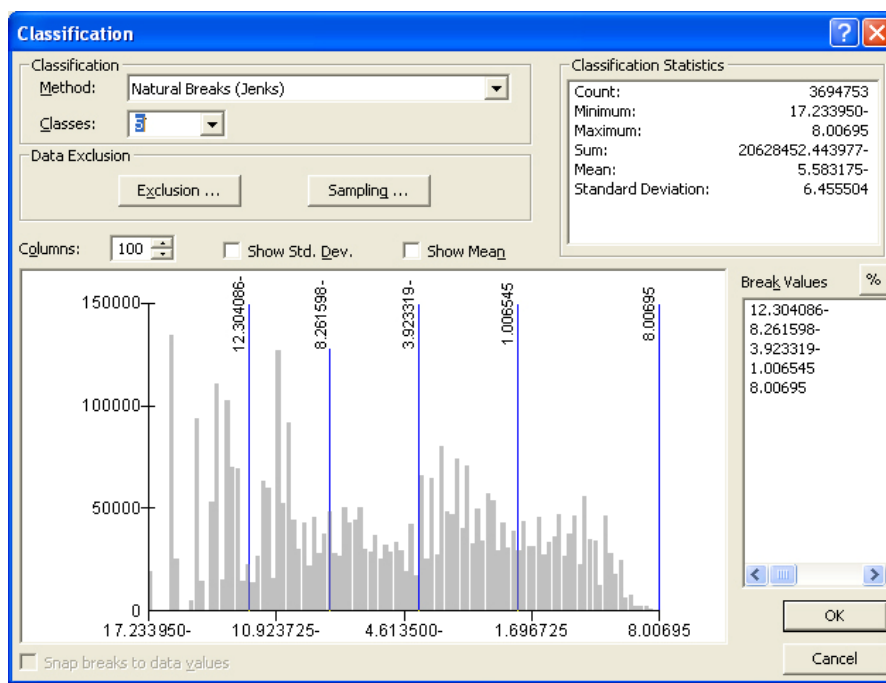 Classification
Classification
Method: Natural Breaks (Jenks)
Classes: 5
Data Exclusion
Exclusion ... Sampling ...
Classification Statistics
Count: 3694753
Minimum: 17.233950-
Maximum: 8.00695
Sum: 20628452.443977-
Mean: 5.583175-
Standard Deviation: 6.455504
Columns: 100 Show Std. Dev. Show Mean
Break Values %
12.304086-
8.261598-
3.923319-
1.006545
8.00695
150000
100000
50000
0
12.304086-
8.261598-
3.923319-
1.006545
8.00695
17.233950- 10.923725- 4.613500- 1.696725 8.00695
Snap breaks to data values
OK
Cancel